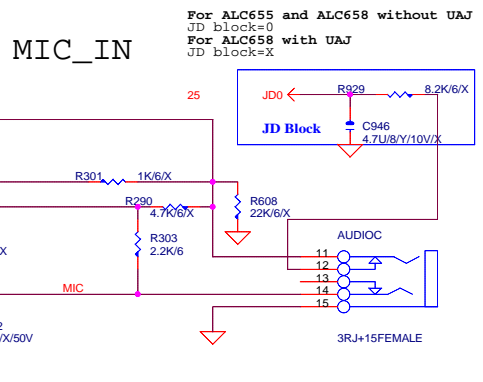 For ALC655 and ALC658 without UAJ
JD block=0
For ALC658 with UAJ
JD block=X
MIC_IN
25
JD0
R929
8.2K/6/X
JD Block
C946
4.7U/8/Y/10V/X
R301
1K/6/X
R290
4.7K/6/X
R608
22K/6/X
R303
2.2K/6
X
AUDIOC
11
12
13
14
15
MIC
2
/X/50V
3RJ+15FEMALE